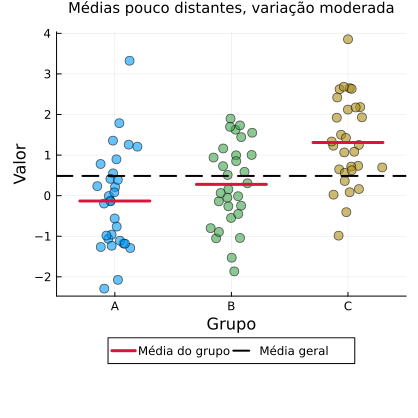 Médias pouco distantes, variação moderada
4
3
2
1
0
−1
−2
Valor
A B C
Grupo
Média do grupo Média geral